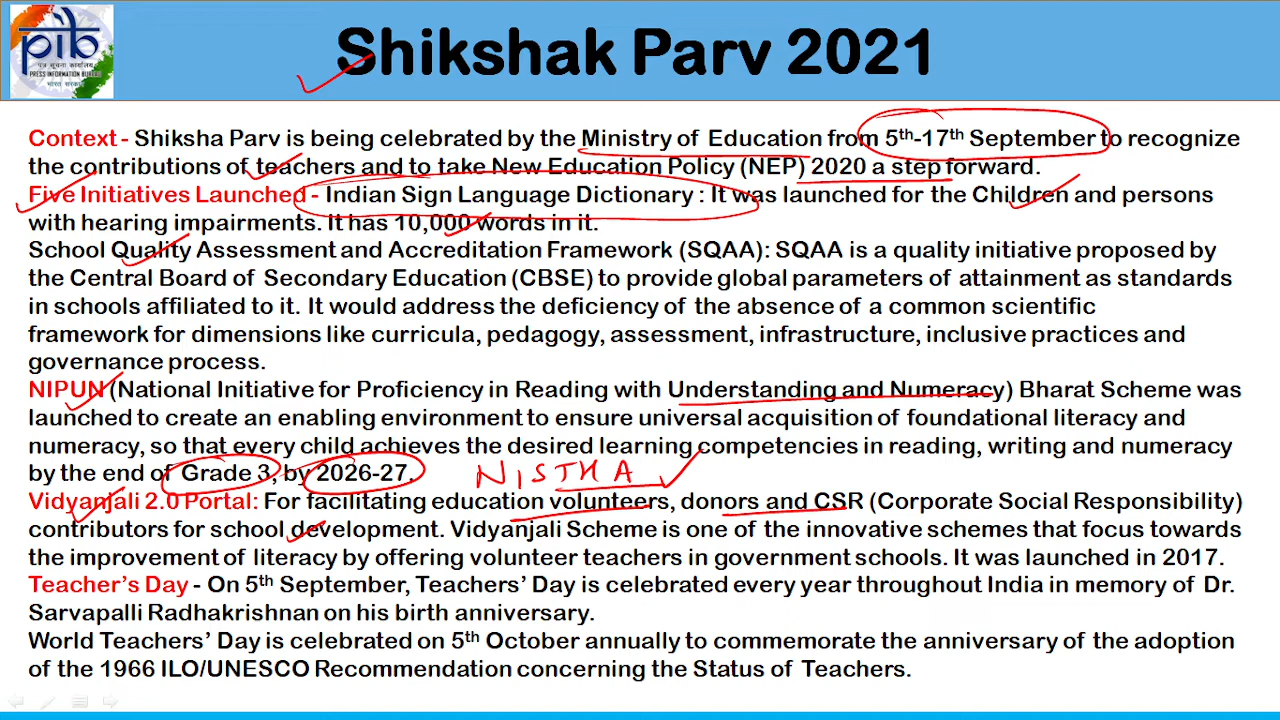 pib
पत्र सूचना कार्यालय
PRESS INFORMATION BUREAU
भारत सरकार
Shikshak Parv 2021
Context - Shiksha Parv is being celebrated by the Ministry of Education from 5th-17th September to recognize
the contributions of teachers and to take New Education Policy (NEP) 2020 a step forward.
Five Initiatives Launched - Indian Sign Language Dictionary : It was launched for the Children and persons
with hearing impairments. It has 10,000 words in it.
School Quality Assessment and Accreditation Framework (SQAA): SQAA is a quality initiative proposed by
the Central Board of Secondary Education (CBSE) to provide global parameters of attainment as standards
in schools affiliated to it. It would address the deficiency of the absence of a common scientific
framework for dimensions like curricula, pedagogy, assessment, infrastructure, inclusive practices and
governance process.
NIPUN (National Initiative for Proficiency in Reading with Understanding and Numeracy) Bharat Scheme was
launched to create an enabling environment to ensure universal acquisition of foundational literacy and
numeracy, so that every child achieves the desired learning competencies in reading, writing and numeracy
by the end of Grade 3, by 2026-27. NISTHA
Vidyanjali 2.0 Portal: For facilitating education volunteers, donors and CSR (Corporate Social Responsibility)
contributors for school development. Vidyanjali Scheme is one of the innovative schemes that focus towards
the improvement of literacy by offering volunteer teachers in government schools. It was launched in 2017.
Teacher's Day - On 5th September, Teachers' Day is celebrated every year throughout India in memory of Dr.
Sarvapalli Radhakrishnan on his birth anniversary.
World Teachers' Day is celebrated on 5th October annually to commemorate the anniversary of the adoption
of the 1966 ILO/UNESCO Recommendation concerning the Status of Teachers.